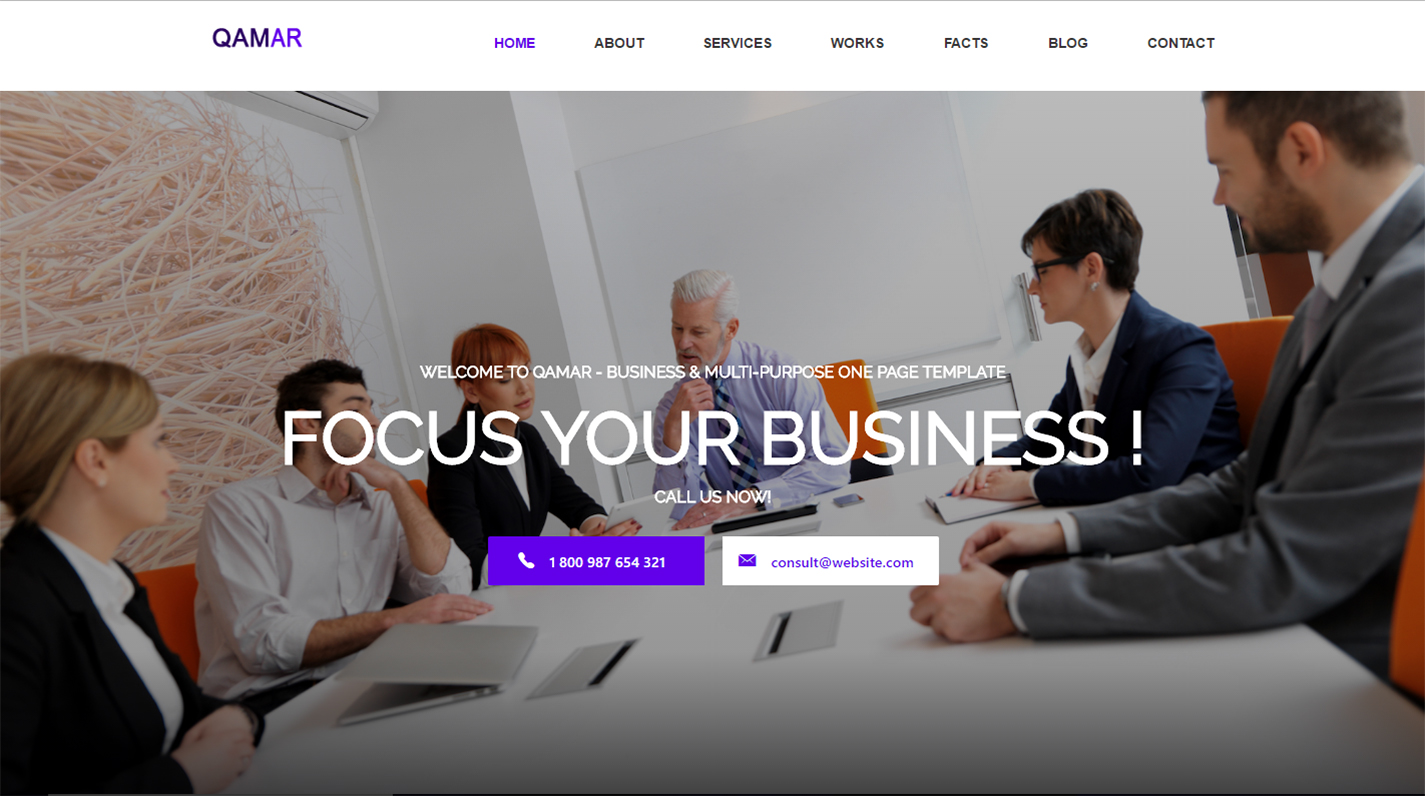 QAMAR
HOME ABOUT SERVICES WORKS FACTS BLOG CONTACT
WELCOME TO QAMAR - BUSINESS & MULTI-PURPOSE ONE PAGE TEMPLATE
FOCUS YOUR BUSINESS !
CALL US NOW!
1 800 987 654 321
consult@website.com